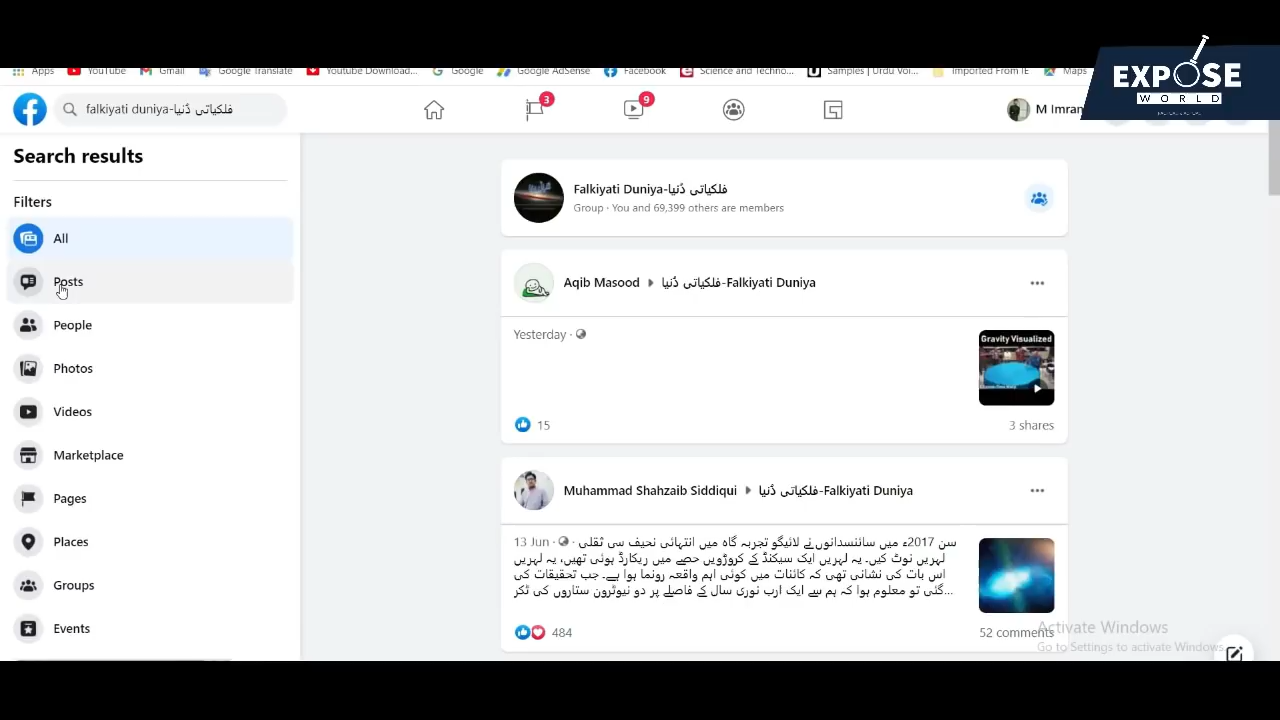 Apps YouTube Gmail Google Translate Youtube Download... Google Google AdSense Facebook Science and Techno... Samples | Urdu Voi... Imported From IE Maps
EXPOSE
WORLD
falkiyati duniya-فلکیاتی دُنیا
3
9
M Imran
Search results
Filters
All
Posts
People
Photos
Videos
Marketplace
Pages
Places
Groups
Events
Falkiyati Duniya-فلکیاتی دُنیا
Group · You and 69,399 others are members
Aqib Masood ▸ فلکیاتی دُنیا-Falkiyati Duniya
Yesterday ·
Gravity Visualized
15
3 shares
Muhammad Shahzaib Siddiqui ▸ فلکیاتی دُنیا-Falkiyati Duniya
13 Jun · سن 2017ء میں سائنسدانوں نے لائیگو تجربہ گاہ میں انتہائی نحیف سی ثقلی
لہریں نوٹ کیں۔ یہ لہریں ایک سیکنڈ کے کروڑویں حصے میں ریکارڈ ہوئی تھیں، یہ لہریں
اس بات کی نشانی تھی کہ کائنات میں کوئی اہم واقعہ رونما ہوا ہے۔ جب تحقیقات کی
گئی تو معلوم ہوا کہ ہم سے ایک ارب نوری سال کے فاصلے پر دو نیوٹرون ستاروں کی ٹکر...
484
52 comments
Activate Windows
Go to Settings to activate Windows.